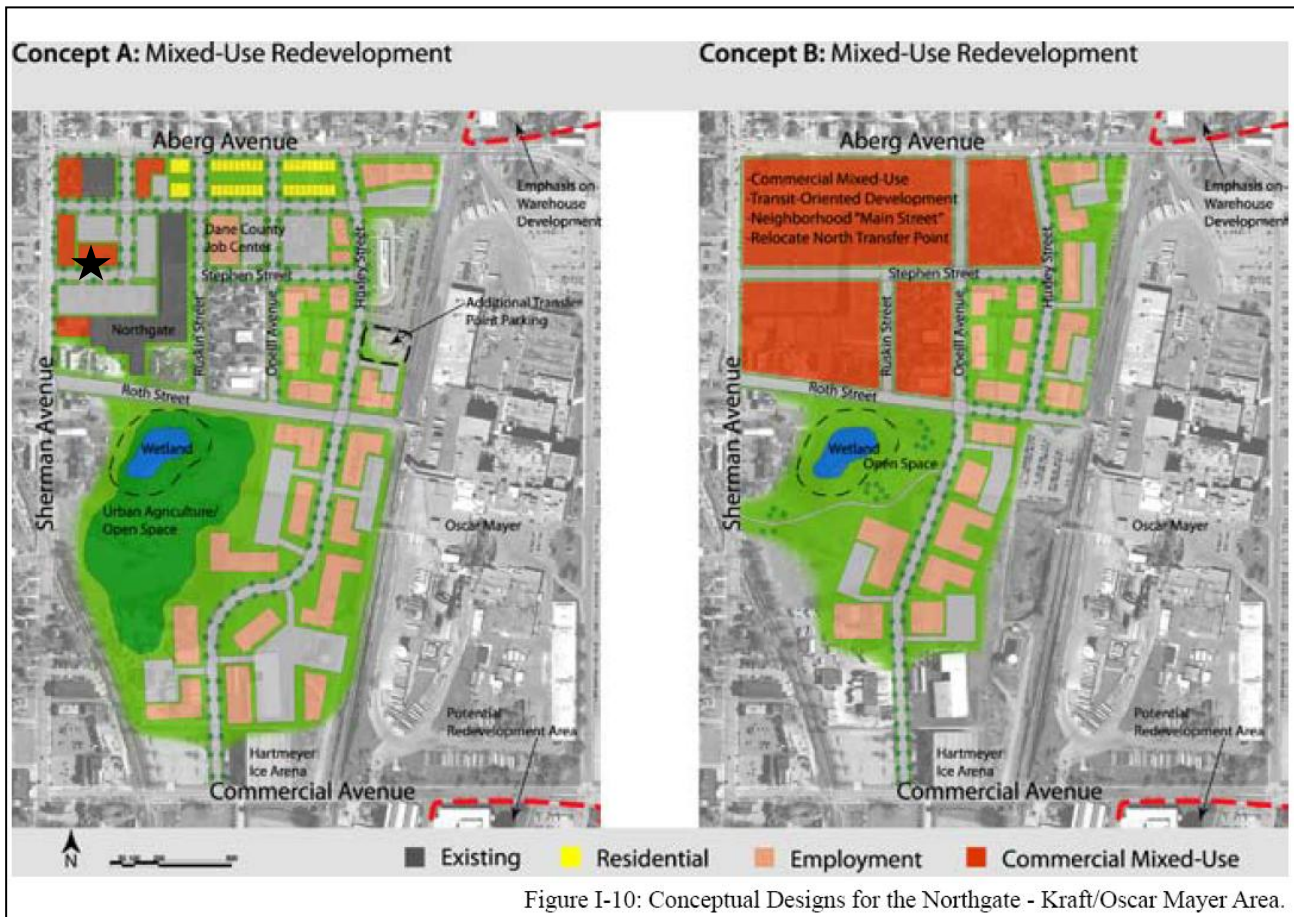 Concept A: Mixed-Use Redevelopment
Aberg Avenue
Emphasis on
Warehouse
Development
Dane County
Job Center
Stephen Street
Huxley Street
Additional Transfer
Point Parking
Northgate
Ruskin Street
Oneill Avenue
Roth Street
Sherman Avenue
Wetland
Urban Agriculture/
Open Space
Oscar Mayer
Potential
Redevelopment Area
Hartmeyer
Ice Arena
Commercial Avenue
Concept B: Mixed-Use Redevelopment
Aberg Avenue
-Commercial Mixed-Use
-Transit-Oriented Development
-Neighborhood "Main Street"
-Relocate North Transfer Point
Emphasis on
Warehouse
Development
Stephen Street
Huxley Street
Ruskin Street
Oneill Avenue
Roth Street
Sherman Avenue
Wetland
Open Space
Oscar Mayer
Potential
Redevelopment Area
Hartmeyer
Ice Arena
Commercial Avenue
N
Existing
Residential
Employment
Commercial Mixed-Use
Figure I-10: Conceptual Designs for the Northgate - Kraft/Oscar Mayer Area.